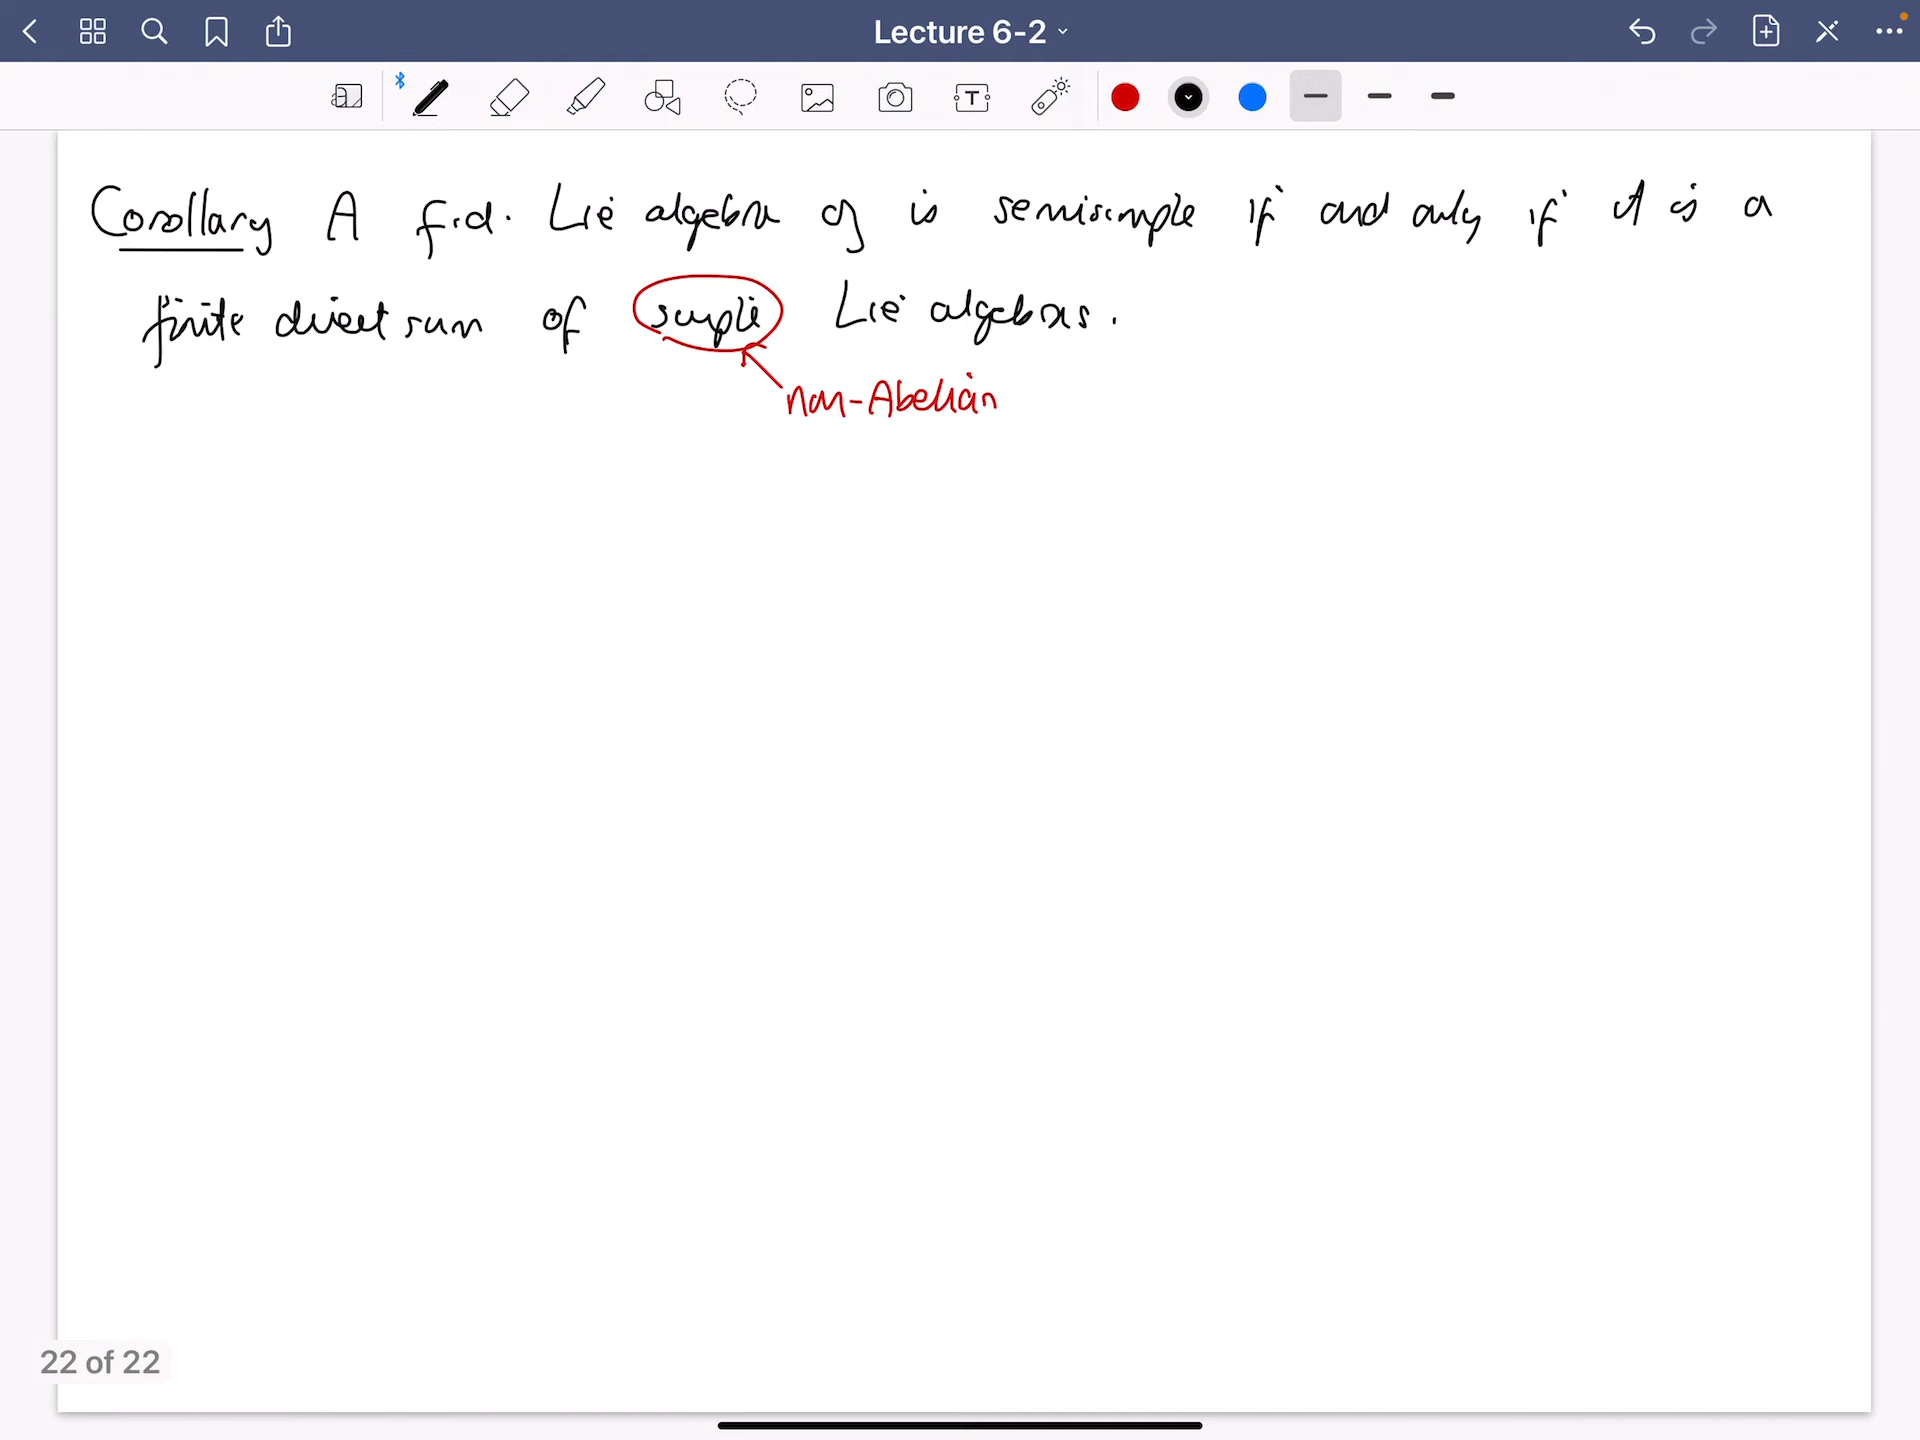 Lecture 6-2
Corollary A f.d. Lie algebra g is semisimple if and only if it is a
finite direct sum of simple Lie algebras.
non-Abelian
22 of 22